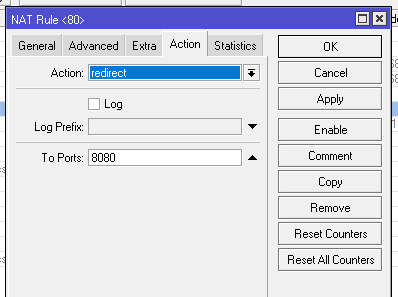 NAT Rule <80>
General Advanced Extra Action Statistics
Action: redirect
Log
Log Prefix:
To Ports: 8080
OK
Cancel
Apply
Enable
Comment
Copy
Remove
Reset Counters
Reset All Counters